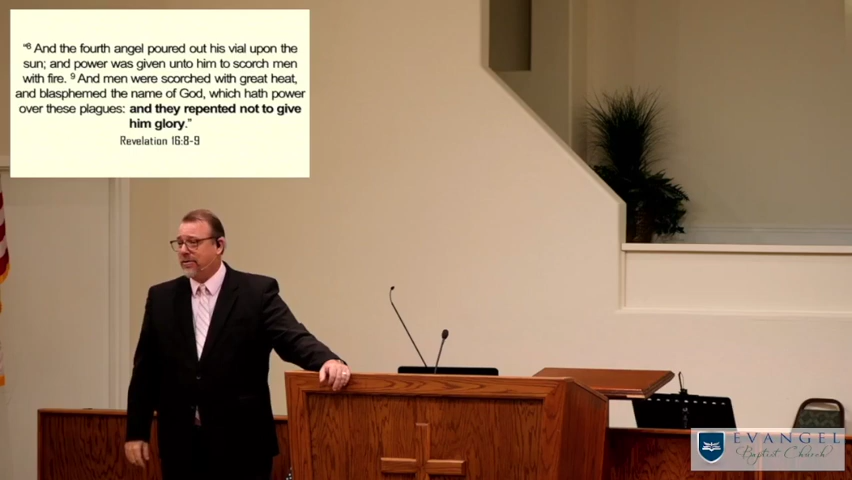 “⁸ And the fourth angel poured out his vial upon the
sun; and power was given unto him to scorch men
with fire. ⁹ And men were scorched with great heat,
and blasphemed the name of God, which hath power
over these plagues: and they repented not to give
him glory.”
Revelation 16:8-9
EVANGEL
Baptist Church